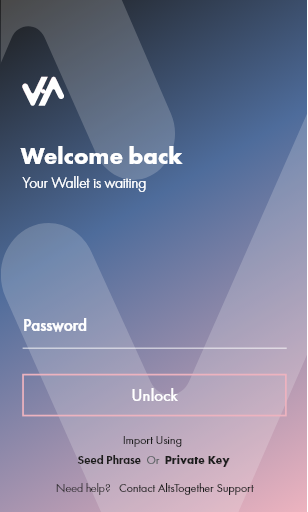 Welcome back
Your Wallet is waiting
Password
Unlock
Import Using
Seed Phrase Or Private Key
Need help? Contact AltsTogether Support